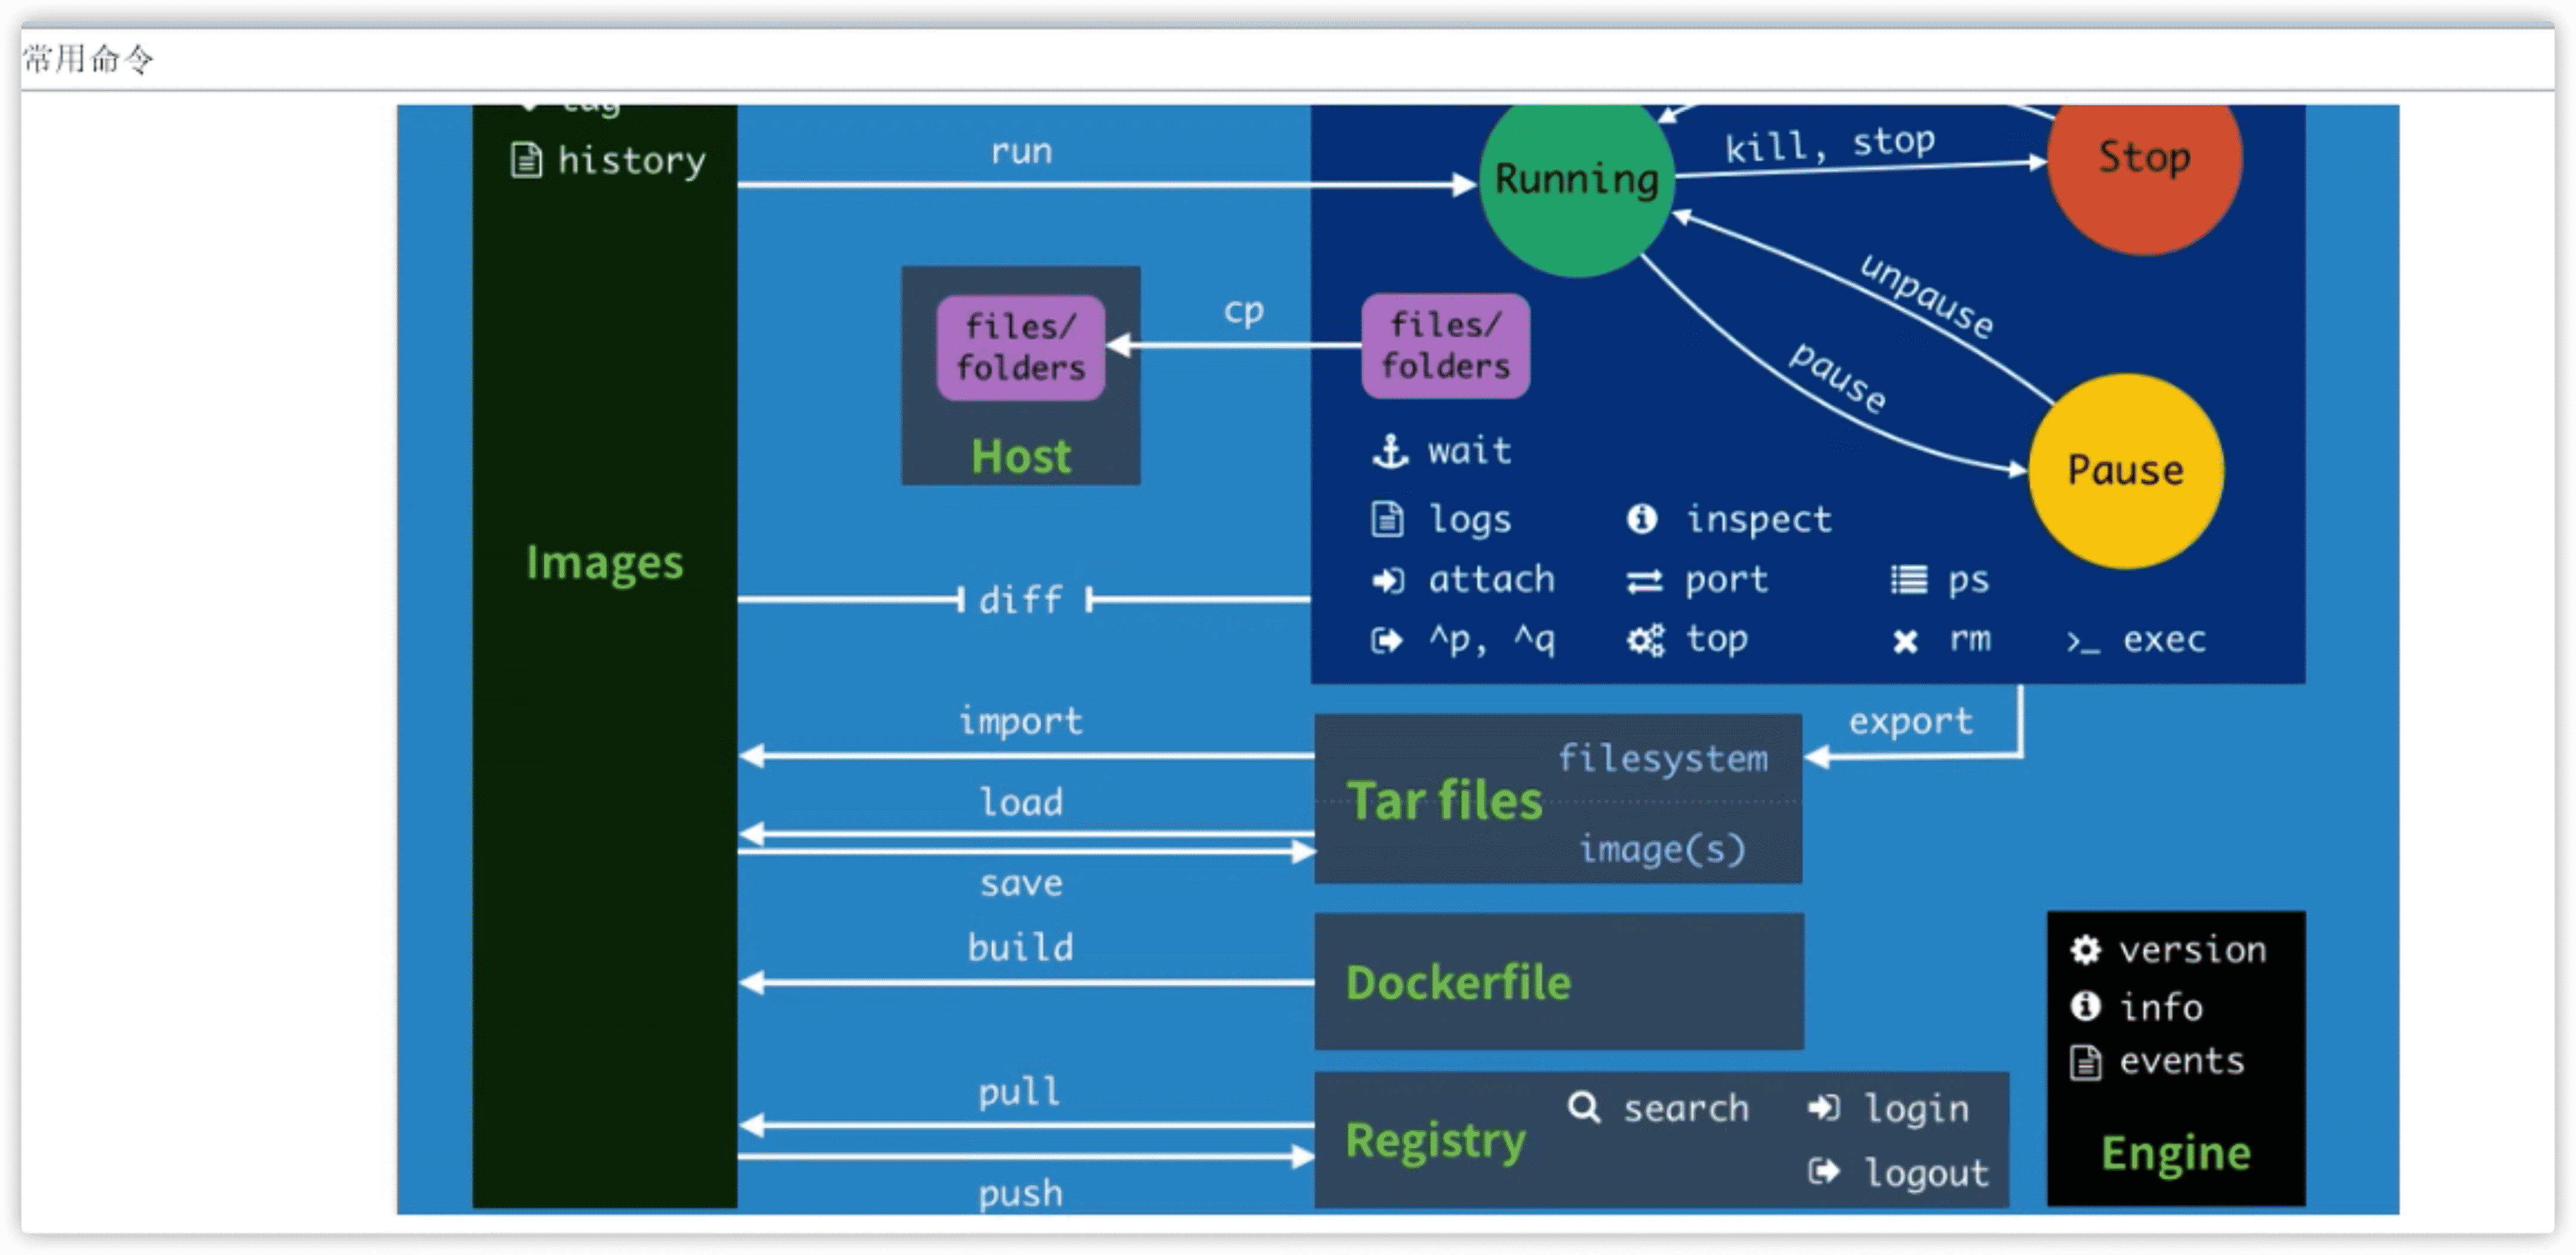 常用命令
tag
history
run
Running
kill, stop
Stop
files/
folders
Host
cp
files/
folders
unpause
pause
Pause
wait
logs
inspect
attach
port
ps
^p, ^q
top
rm
>_ exec
Images
diff
import
export
filesystem
Tar files
load
image(s)
save
build
Dockerfile
version
info
events
Engine
pull
push
Registry
search
login
logout